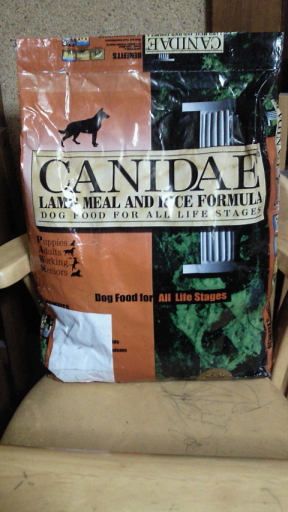 CANIDAE
BENEFITS
CANIDAE
LAMB MEAL AND RICE FORMULA
DOG FOOD FOR ALL LIFE STAGES
Puppies
Adults
Working
Seniors
Dog Food for All Life Stages